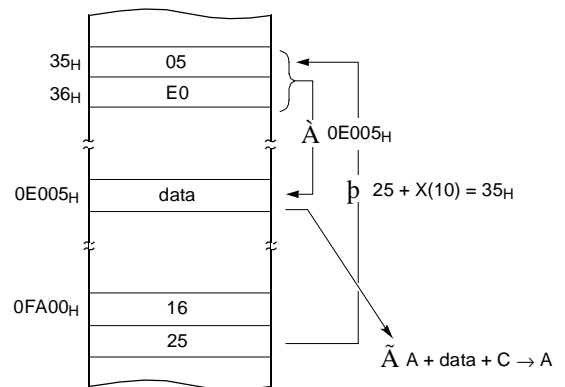 35H 05
36H E0
À 0E005H
0E005H data
þ 25 + X(10) = 35H
0FA00H 16
25
Ã A + data + C → A